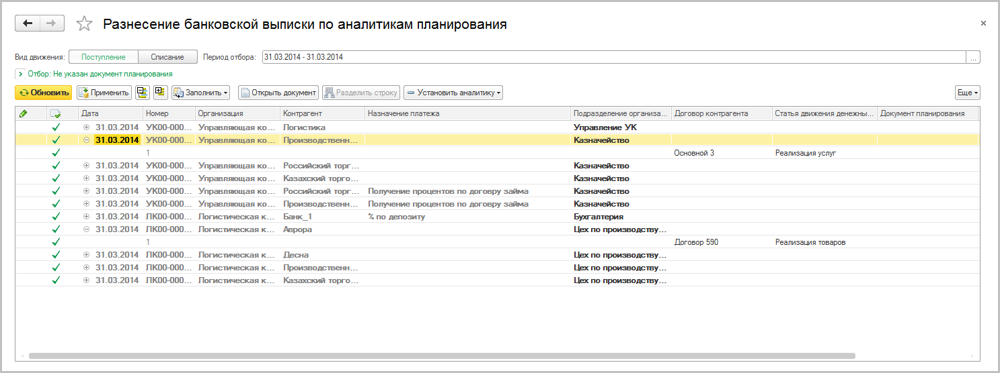 Разнесение банковской выписки по аналитикам планирования
Вид движения: Поступление Списание Период отбора: 31.03.2014 - 31.03.2014 ...
Отбор: Не указан документ планирования
Обновить Применить Заполнить Открыть документ Разделить строку Установить аналитику Еще
Дата Номер Организация Контрагент Назначение платежа Подразделение организа... Договор контрагента Статья движения денежны... Документ планирования
31.03.2014 УК00-000... Управляющая ко... Логистика Управление УК
31.03.2014 УК00-000... Управляющая ко... Производственн... Казначейство
1 Основной 3 Реализация услуг
31.03.2014 УК00-000... Управляющая ко... Российский торг... Казначейство
31.03.2014 УК00-000... Управляющая ко... Казахский торго... Казначейство
31.03.2014 УК00-000... Управляющая ко... Российский торг... Получение процентов по договру займа Казначейство
31.03.2014 УК00-000... Управляющая ко... Производственн... Получение процентов по договру займа Казначейство
31.03.2014 ЛК00-000... Логистическая к... Банк_1 % по депозиту Бухгалтерия
31.03.2014 ЛК00-000... Логистическая к... Аврора Цех по производству...
1 Договор 590 Реализация товаров
31.03.2014 ЛК00-000... Логистическая к... Десна Цех по производству...
31.03.2014 ЛК00-000... Логистическая к... Производственн... Цех по производству...
31.03.2014 ЛК00-000... Логистическая к... Казахский торго... Цех по производству...